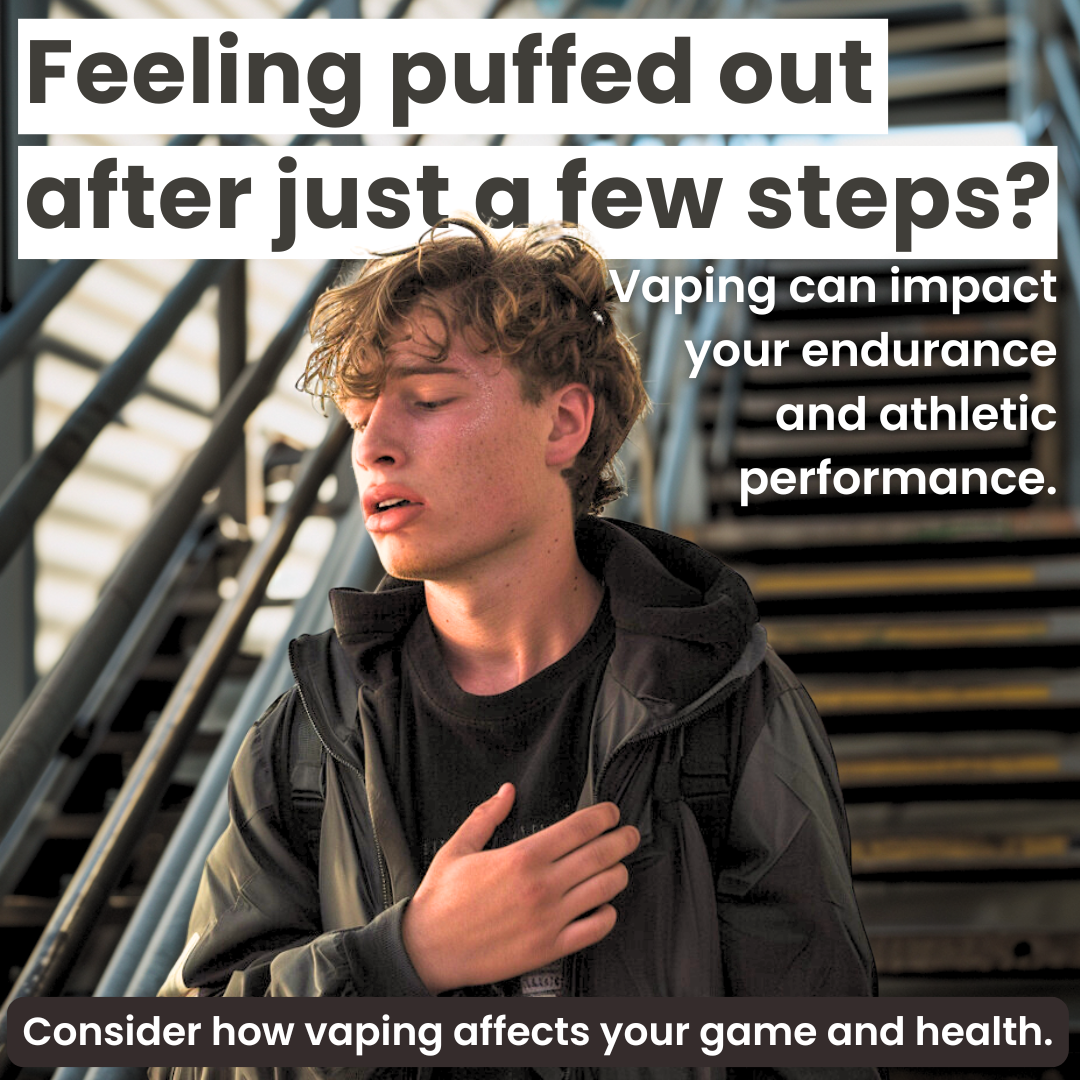 Feeling puffed out
after just a few steps?
Vaping can impact
your endurance
and athletic
performance.
Consider how vaping affects your game and health.